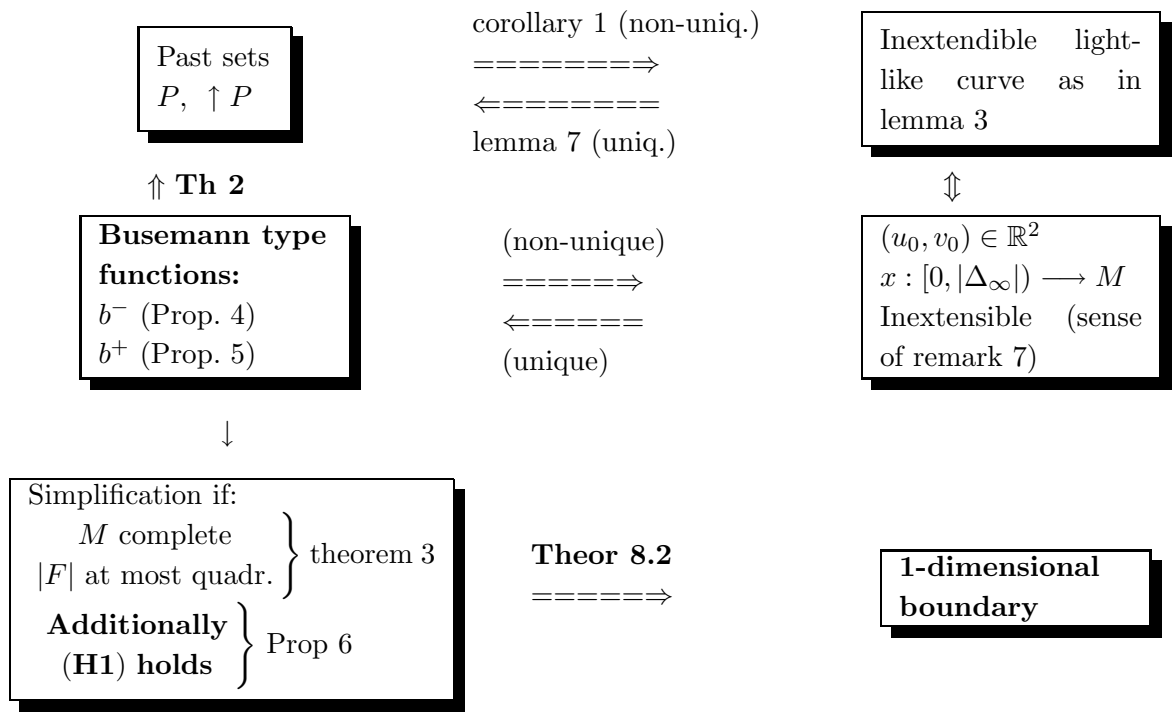 Past sets
P, ↑ P
corollary 1 (non-uniq.)
========⇒
⇐========
lemma 7 (uniq.)
Inextendible light-
like curve as in
lemma 3
⇑ Th 2
⇕
Busemann type
functions:
b⁻ (Prop. 4)
b⁺ (Prop. 5)
(non-unique)
======⇒
⇐======
(unique)
(u₀, v₀) ∈ ℝ²
x : [0, |Δ∞|) ⟶ M
Inextensible (sense
of remark 7)
↓
Simplification if:
M complete
|F| at most quadr.
} theorem 3
Additionally
(H1) holds
} Prop 6
Theor 8.2
======⇒
1-dimensional
boundary